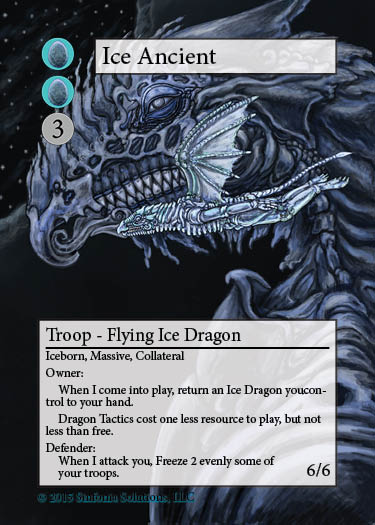 Ice Ancient
3
Troop - Flying Ice Dragon
Iceborn, Massive, Collateral
Owner:
When I come into play, return an Ice Dragon youcon-
trol to your hand.
Dragon Tactics cost one less resource to play, but not
less than free.
Defender:
When I attack you, Freeze 2 evenly some of
your troops.
6/6
© 2015 Sinfonia Solutions, LLC